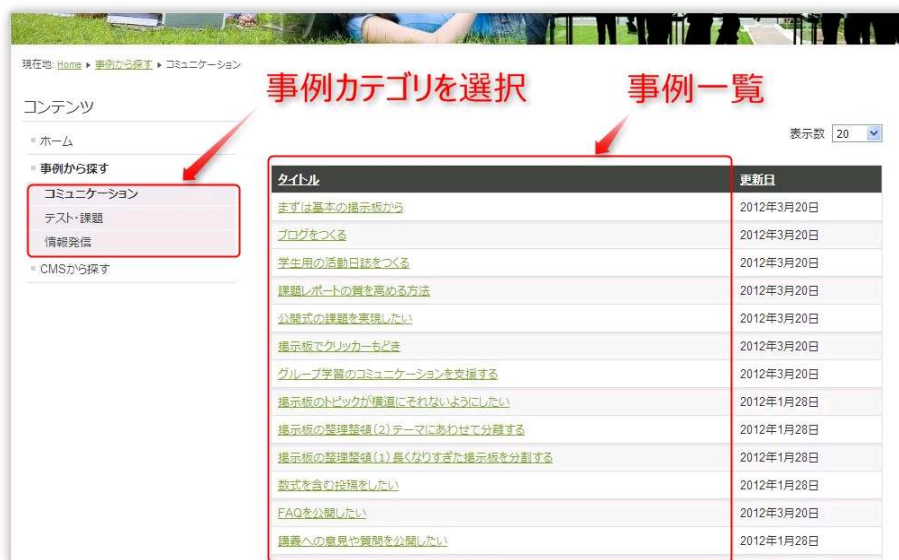 現在地: Home ▸ 事例から探す ▸ コミュニケーション
事例カテゴリを選択
事例一覧
コンテンツ
表示数 20
ホーム
事例から探す
コミュニケーション
テスト・課題
情報発信
CMSから探す
タイトル 更新日
まずは基本の掲示板から 2012年3月20日
ブログをつくる 2012年3月20日
学生用の活動日誌をつくる 2012年3月20日
課題レポートの質を高める方法 2012年3月20日
公開式の課題を実現したい 2012年3月20日
掲示板でクリッカーもどき 2012年3月20日
グループ学習のコミュニケーションを支援する 2012年3月20日
掲示板のトピックが横道にそれないようにしたい 2012年1月28日
掲示板の整理整頓(2)テーマにあわせて分離する 2012年1月28日
掲示板の整理整頓(1)長くなりすぎた掲示板を分割する 2012年1月28日
数式を含む投稿をしたい 2012年1月28日
FAQを公開したい 2012年3月20日
講義への意見や質問を公開したい 2012年1月28日